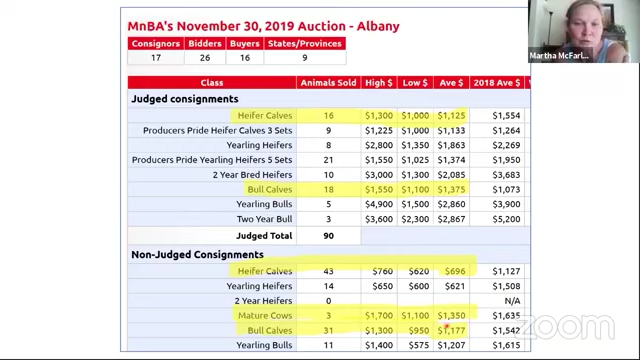 MnBA's November 30, 2019 Auction - Albany
Consignors Bidders Buyers States/Provinces
17 26 16 9
Class Animals Sold High $ Low $ Ave $ 2018 Ave $
Judged consignments
Heifer Calves 16 $1,300 $1,000 $1,125 $1,554
Producers Pride Heifer Calves 3 Sets 9 $1,225 $1,000 $1,133 $1,264
Yearling Heifers 8 $2,800 $1,350 $1,863 $2,269
Producers Pride Yearling Heifers 5 Sets 21 $1,550 $1,025 $1,374 $1,950
2 Year Bred Heifers 10 $3,000 $1,300 $2,085 $3,683
Bull Calves 18 $1,550 $1,100 $1,375 $1,073
Yearling Bulls 5 $4,900 $1,500 $2,860 $3,900
Two Year Bull 3 $3,600 $2,300 $2,867 $5,200
Judged Total 90
Non-Judged Consignments
Heifer Calves 43 $760 $620 $696 $1,127
Yearling Heifers 14 $650 $600 $621 $1,508
2 Year Heifers 0 N/A
Mature Cows 3 $1,700 $1,100 $1,350 $1,635
Bull Calves 31 $1,300 $950 $1,177 $1,542
Yearling Bulls 11 $1,400 $575 $1,207 $1,615
Martha McFarl...
zoom